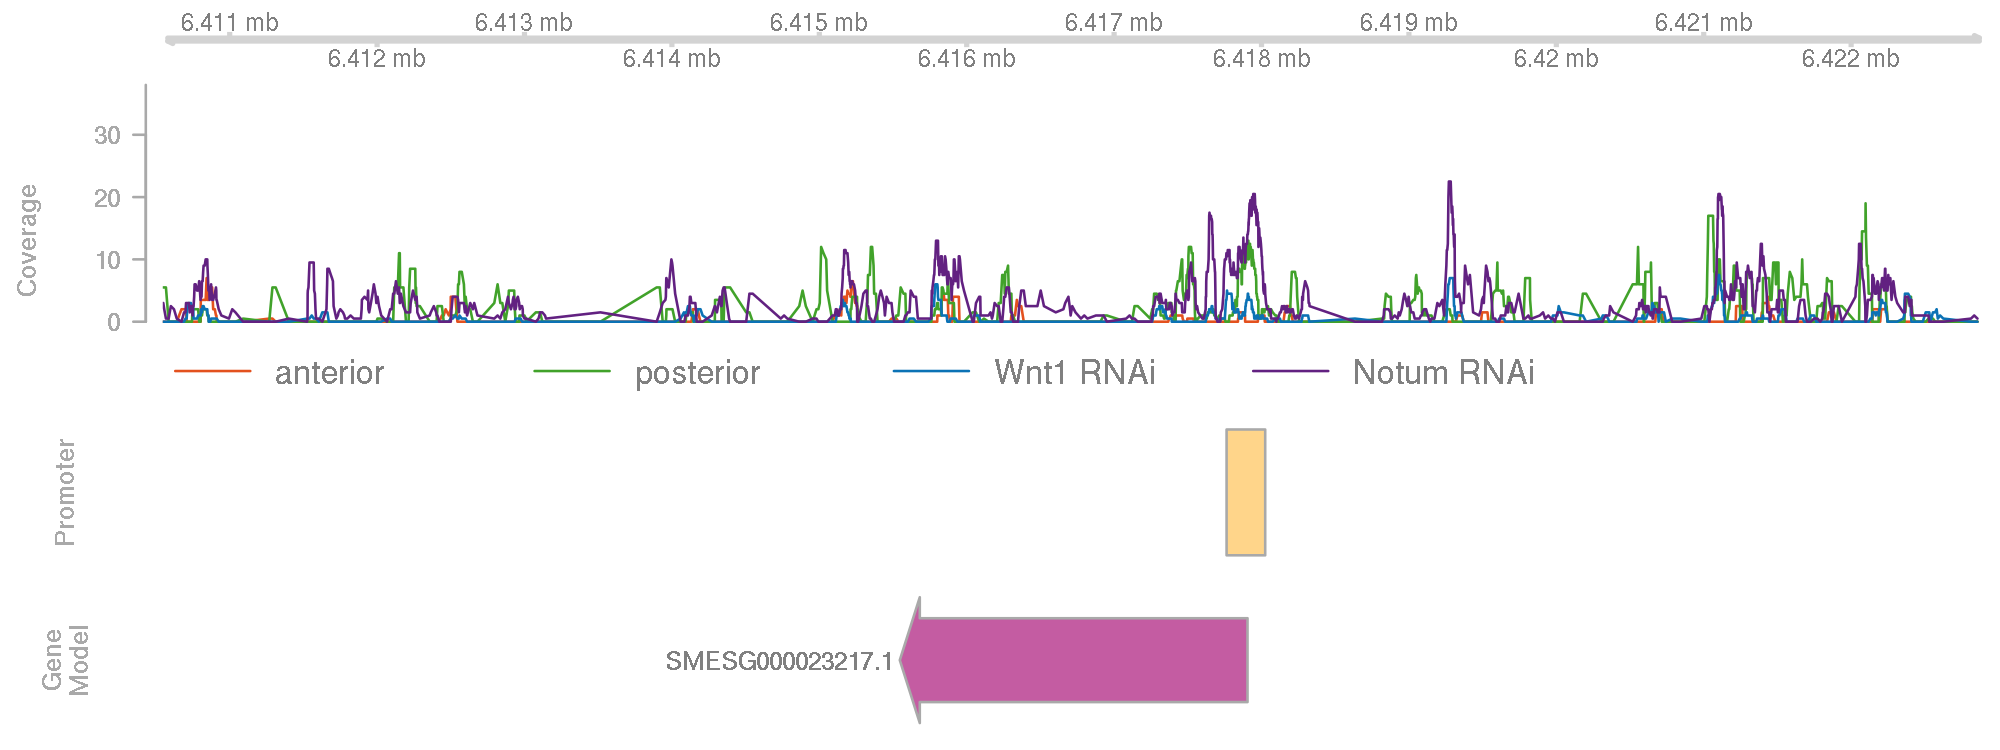 6.411 mb 6.413 mb 6.415 mb 6.417 mb 6.419 mb 6.421 mb
6.412 mb 6.414 mb 6.416 mb 6.418 mb 6.42 mb 6.422 mb
Coverage
30
20
10
0
anterior posterior Wnt1 RNAi Notum RNAi
Promoter
Gene
Model
SMESG000023217.1